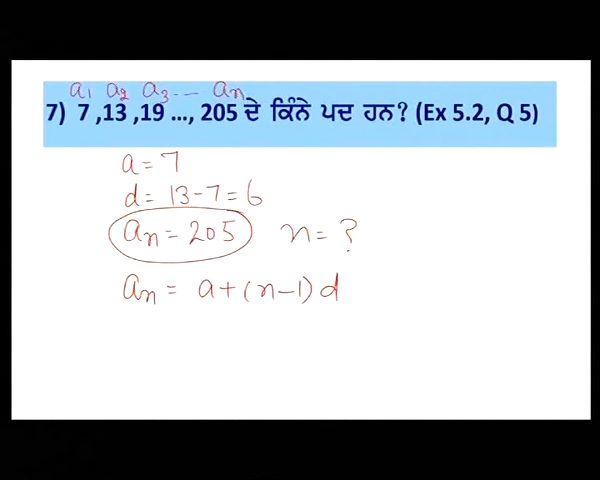 a1 a2 a3 ... an
7) 7 ,13 ,19 ..., 205 ਦੇ ਕਿੰਨੇ ਪਦ ਹਨ? (Ex 5.2, Q 5)
a = 7
d = 13-7 = 6
an = 205 n = ?
an = a+(n-1)d